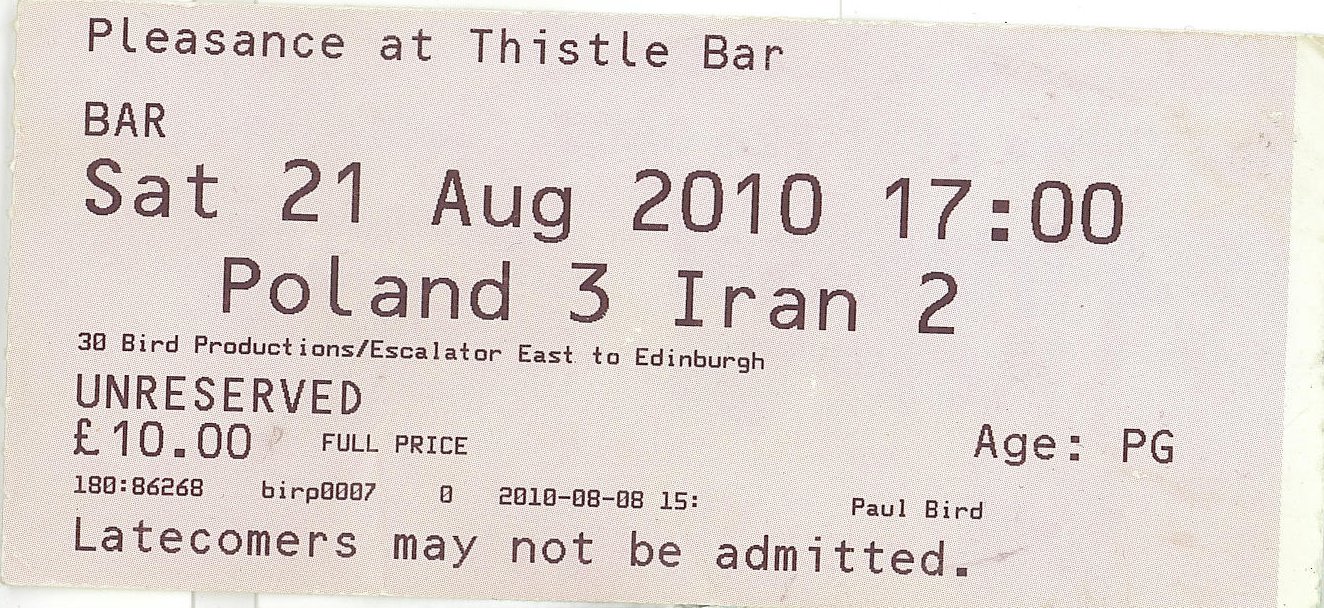 Pleasance at Thistle Bar
BAR
Sat 21 Aug 2010 17:00
Poland 3 Iran 2
30 Bird Productions/Escalator East to Edinburgh
UNRESERVED
£10.00 FULL PRICE Age: PG
180:86268 birp0007 0 2010-08-08 15: Paul Bird
Latecomers may not be admitted.